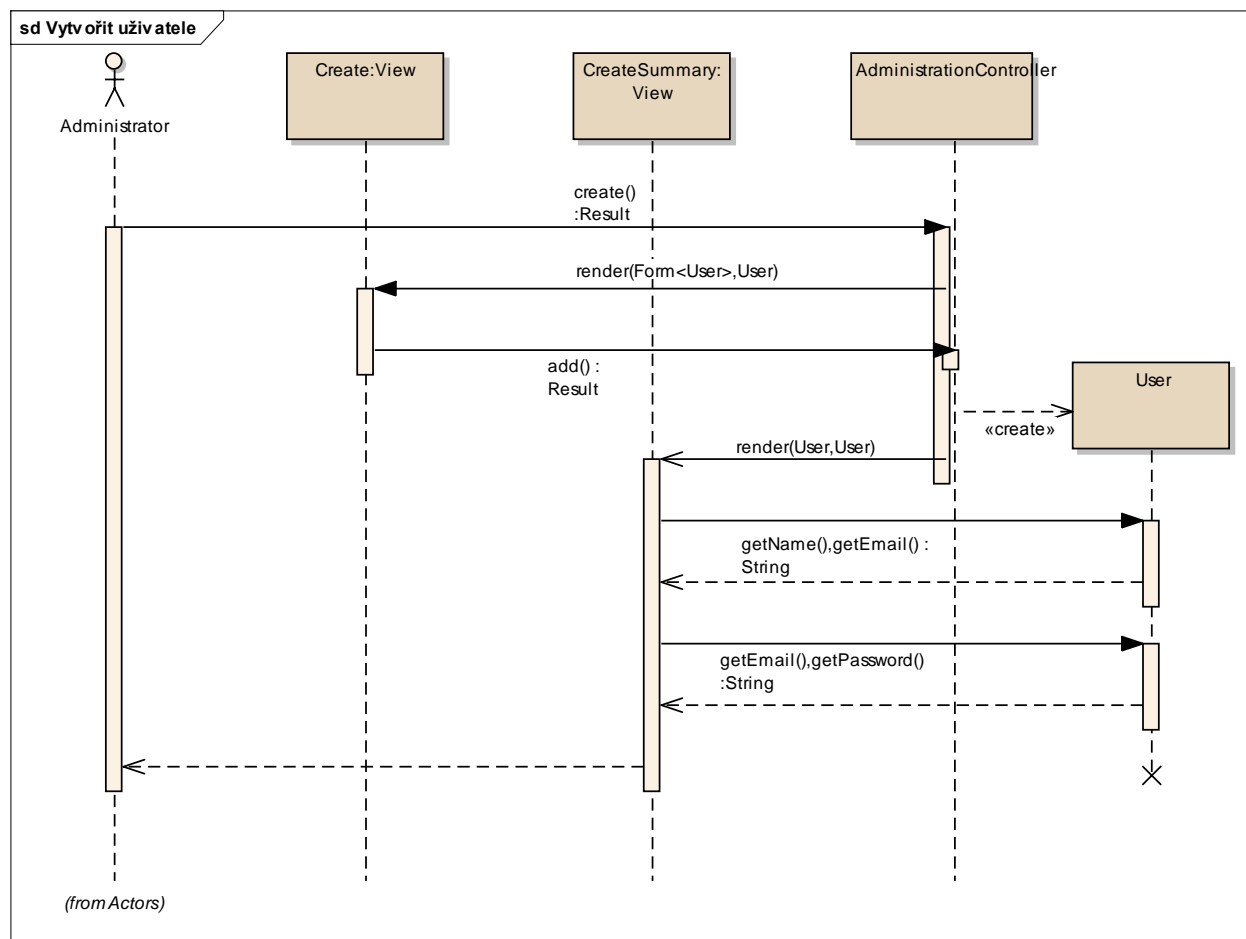 sd Vytvořit uživatele
Administrator
Create:View
CreateSummary:
View
AdministrationController
create()
:Result
render(Form<User>,User)
add() :
Result
User
«create»
render(User,User)
getName(),getEmail() :
String
getEmail(),getPassword()
:String
(from Actors)